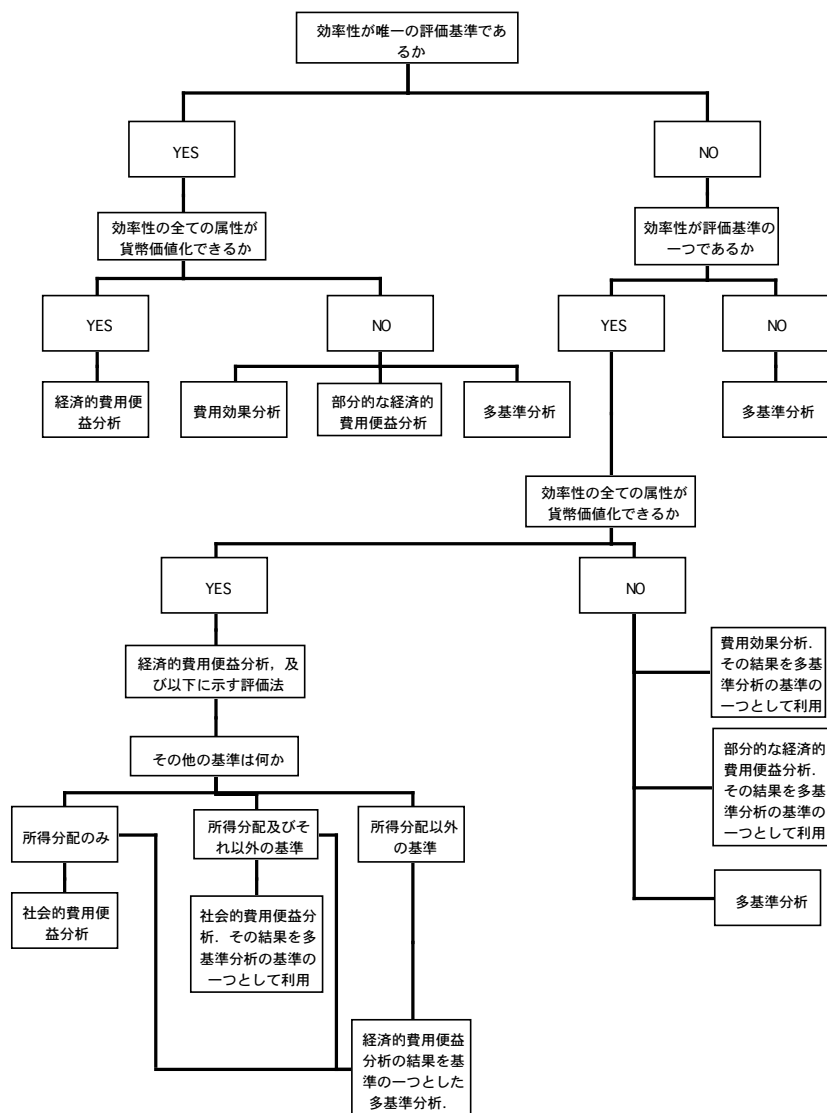 効率性が唯一の評価基準であ
るか
YES
NO
効率性の全ての属性が
貨幣価値化できるか
効率性が評価基準の
一つであるか
YES
NO
YES
NO
経済的費用便
益分析
費用効果分析
部分的な経済的
費用便益分析
多基準分析
多基準分析
効率性の全ての属性が
貨幣価値化できるか
YES
NO
経済的費用便益分析，及
び以下に示す評価法
費用効果分析．
その結果を多基
準分析の基準の
一つとして利用
その他の基準は何か
部分的な経済的
費用便益分析．
その結果を多基
準分析の基準の
一つとして利用
所得分配のみ
所得分配及びそ
れ以外の基準
所得分配以外
の基準
社会的費用便
益分析
社会的費用便益分
析．その結果を多
基準分析の基準の
一つとして利用
多基準分析
経済的費用便益
分析の結果を基
準の一つとした
多基準分析．